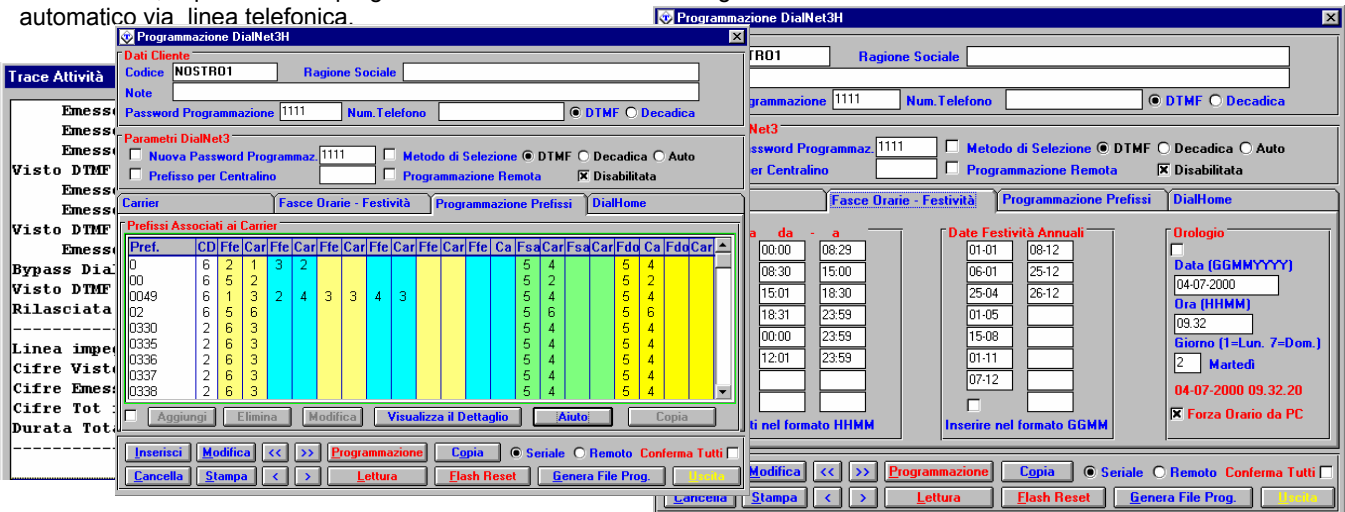 automatico via linea telefonica.
Trace Attività
Visto DTMF
Visto DTMF
Visto DTMF
Rilasciata
Cifre
Cifre
Cifre Tot
Durata
Programmazione DialNet3H
Dati Cliente
Codice NOSTRO1 Ragione Sociale
Note
Password Programmazione 1111 Num.Telefono DTMF Decadica
Parametri DialNet3
Nuova Password Programmaz. 1111 Metodo di Selezione DTMF Decadica Auto
Prefisso per Centralino Programmazione Remota Disabilitata
Carrier Fasce Orarie - Festività Programmazione Prefissi DialHome
Prefissi Associati ai Carrier
Pref. CD Ffe Car Ffe Car Ffe Car Ffe Car Ffe Car Ffe Ca Fsa Car Fsa Car Fdo Ca Fdo Car
0 6 2 1 3 2 5 4 5 4
00 6 5 2 5 2 5 2
0049 6 1 3 2 4 3 3 4 3 5 4 5 4
02 6 5 6 5 6 5 6
0330 2 6 3 5 4 5 4
0335 2 6 3 5 4 5 4
0336 2 6 3 5 4 5 4
0337 2 6 3 5 4 5 4
0338 2 6 3 5 4 5 4
Aggiungi Elimina Modifica Visualizza il Dettaglio Aiuto Copia
Inserisci Modifica << >> Programmazione Copia Seriale Remoto Conferma Tutti
Cancella Stampa < > Lettura Flash Reset Genera File Prog. Uscita
Programmazione DialNet3H
TRO1 Ragione Sociale
1111 Num.Telefono DTMF Decadica
Net3
Programmaz. 1111 Metodo di Selezione DTMF Decadica Auto
er Centralino Programmazione Remota Disabilitata
Fasce Orarie - Festività Programmazione Prefissi DialHome
da - a
00:00 08:29
08:30 15:00
15:01 18:30
18:31 23:59
00:00 23:59
12:01 23:59
ti nel formato HHMM
Date Festività Annuali
01-01 08-12
06-01 25-12
25-04 26-12
01-05
15-08
01-11
07-12
Inserire nel formato GGMM
Orologio
Data (GGMMYYYY)
04-07-2000
Ora (HHMM)
09.32
Giorno (1=Lun. 7=Dom.)
2 Martedì
04-07-2000 09.32.20
Forza Orario da PC
Modifica << >> Programmazione Copia Seriale Remoto Conferma Tutti
Cancella Stampa < > Lettura Flash Reset Genera File Prog. Uscita